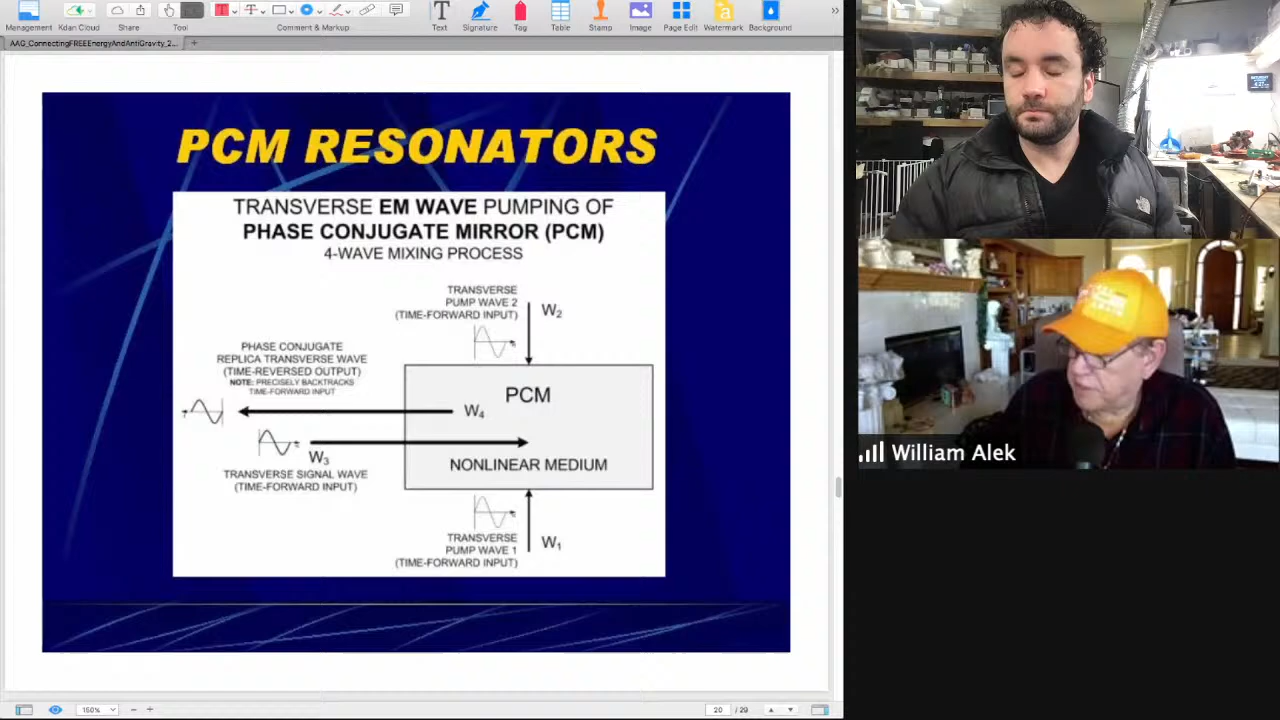 Management Kdan Cloud Share Tool Comment & Markup Text Signature Tag Table Stamp Image Page Edit Watermark Background
AAG_ConnectingFREEEnergyAndAntiGravity_2...
PCM RESONATORS
TRANSVERSE EM WAVE PUMPING OF
PHASE CONJUGATE MIRROR (PCM)
4-WAVE MIXING PROCESS
TRANSVERSE
PUMP WAVE 2
(TIME-FORWARD INPUT)
W2
PHASE CONJUGATE
REPLICA TRANSVERSE WAVE
(TIME-REVERSED OUTPUT)
NOTE: PRECISELY BACKTRACKS
TIME-FORWARD INPUT
PCM
W4
W3
TRANSVERSE SIGNAL WAVE
(TIME-FORWARD INPUT)
NONLINEAR MEDIUM
TRANSVERSE
PUMP WAVE 1
(TIME-FORWARD INPUT)
W1
150%
20 / 29
William Alek